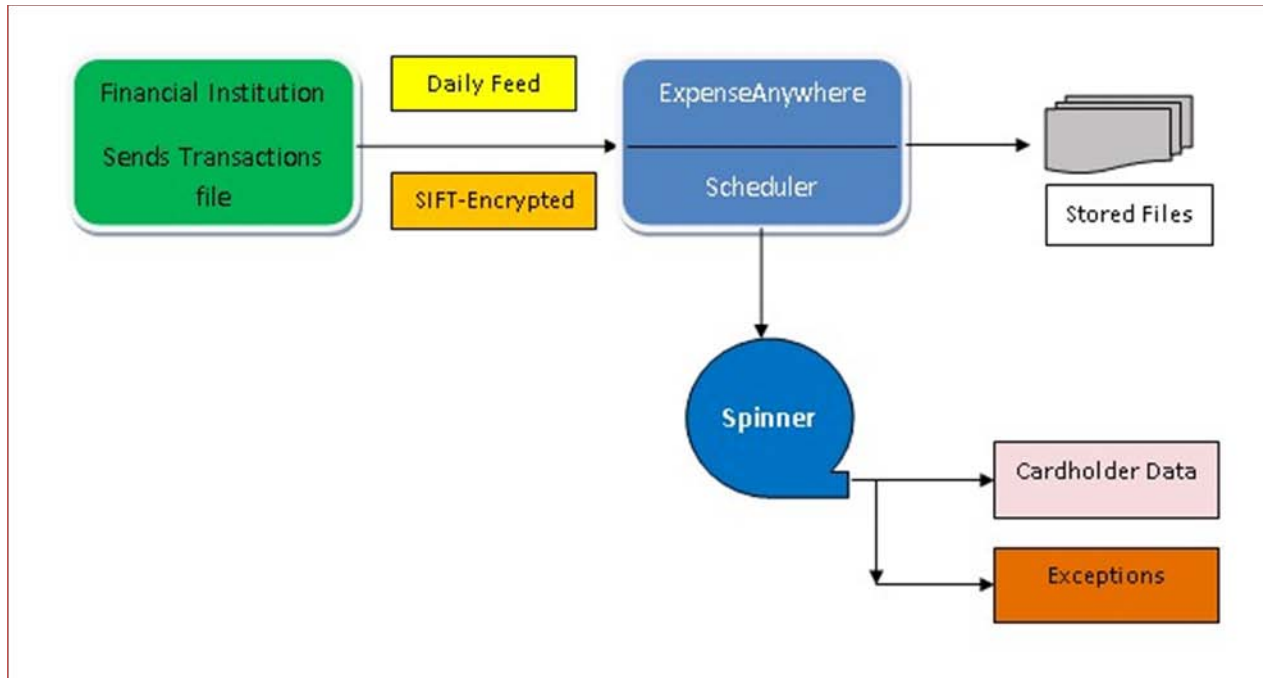 Financial Institution
Sends Transactions
file
Daily Feed
SIFT-Encrypted
ExpenseAnywhere
Scheduler
Stored Files
Spinner
Cardholder Data
Exceptions